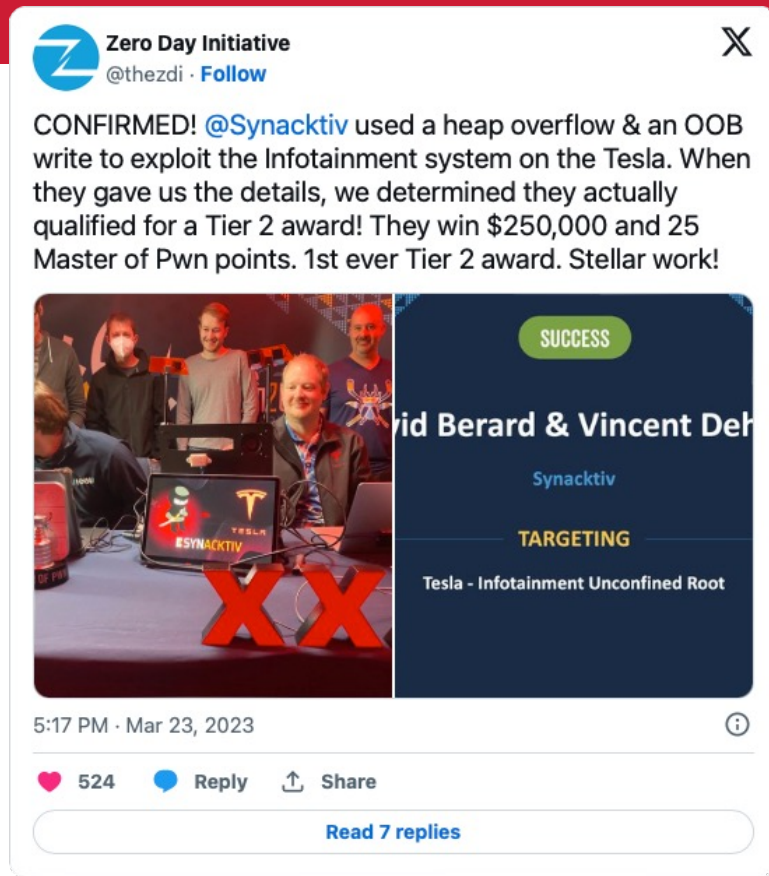 Zero Day Initiative
@thezdi · Follow
CONFIRMED! @Synacktiv used a heap overflow & an OOB
write to exploit the Infotainment system on the Tesla. When
they gave us the details, we determined they actually
qualified for a Tier 2 award! They win $250,000 and 25
Master of Pwn points. 1st ever Tier 2 award. Stellar work!
TESLA
SYNACKTIV
OF PW
XX
SUCCESS
vid Berard & Vincent Deh
Synacktiv
TARGETING
Tesla - Infotainment Unconfined Root
5:17 PM · Mar 23, 2023
524 Reply Share
Read 7 replies